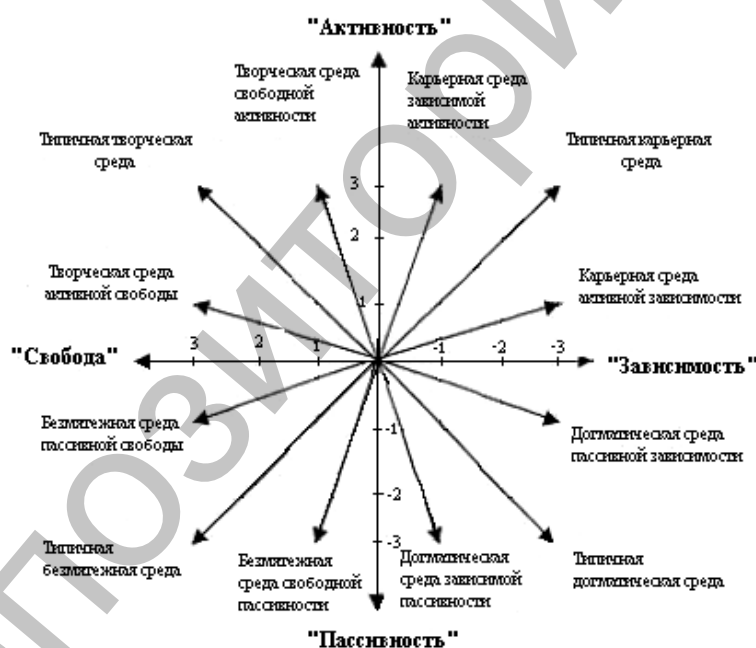 "Активность"
Творческая среда
свободной
активности
Карьерная среда
зависимой
активности
Типичная творческая
среда
Типичная карьерная
среда
3
2
Творческая среда
активной свободы
Карьерная среда
активной зависимости
1
"Свобода"
3
2
1
-1
-2
-3
"Зависимость"
Безмятежная среда
пассивной свободы
-1
Догматическая среда
пассивной зависимости
-2
-3
Типичная
безмятежная среда
Безмятежная
среда свободной
пассивности
Догматическая
среда зависимой
пассивности
Типичная
догматическая среда
"Пассивность"
ПОЗИТОРИ